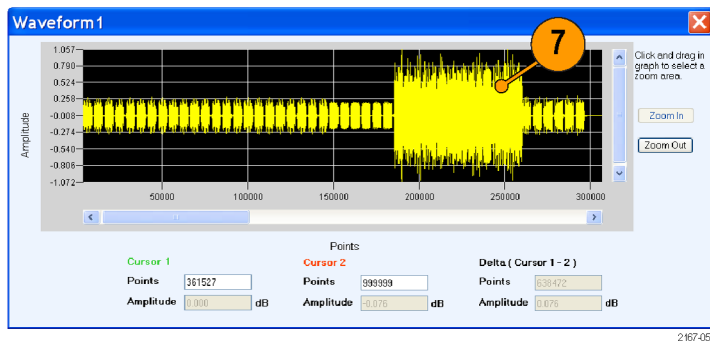 Waveform1
7
Click and drag in
graph to select a
zoom area.
1.057
0.790
0.524
0.258
-0.008
-0.274
-0.540
-0.806
-1.072
Amplitude
Zoom In
Zoom Out
50000 100000 150000 200000 250000 300000
Points
Cursor 1 Cursor 2 Delta ( Cursor 1 - 2 )
Points 361527 Points 999999 Points 638472
Amplitude 0.000 dB Amplitude -0.076 dB Amplitude 0.076 dB
2167-05